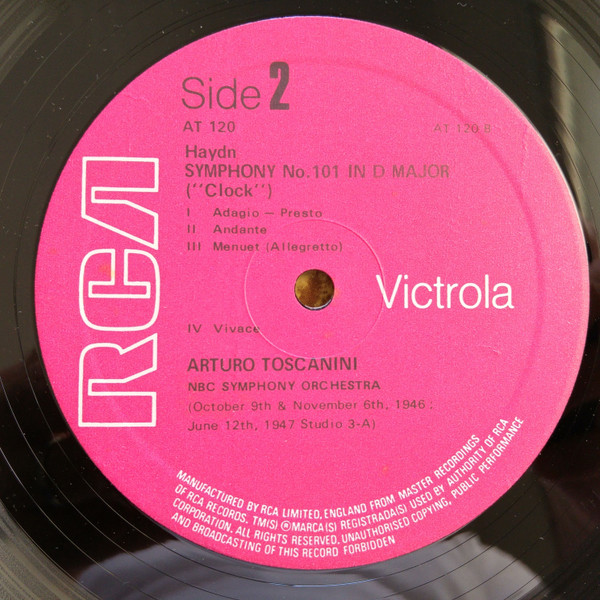 Side 2
AT 120
AT 120 B
Haydn
SYMPHONY No.101 IN D MAJOR
("Clock")
I Adagio — Presto
II Andante
III Menuet (Allegretto)
RCA
Victrola
IV Vivace
ARTURO TOSCANINI
NBC SYMPHONY ORCHESTRA
(October 9th & November 6th, 1946;
June 12th, 1947 Studio 3-A)
MANUFACTURED BY RCA LIMITED, ENGLAND FROM MASTER RECORDINGS
OF RCA RECORDS. TM(S) ® MARCA(S) REGISTRADA(S) USED BY AUTHORITY OF RCA
CORPORATION. ALL RIGHTS RESERVED. UNAUTHORISED COPYING, PUBLIC PERFORMANCE
AND BROADCASTING OF THIS RECORD FORBIDDEN